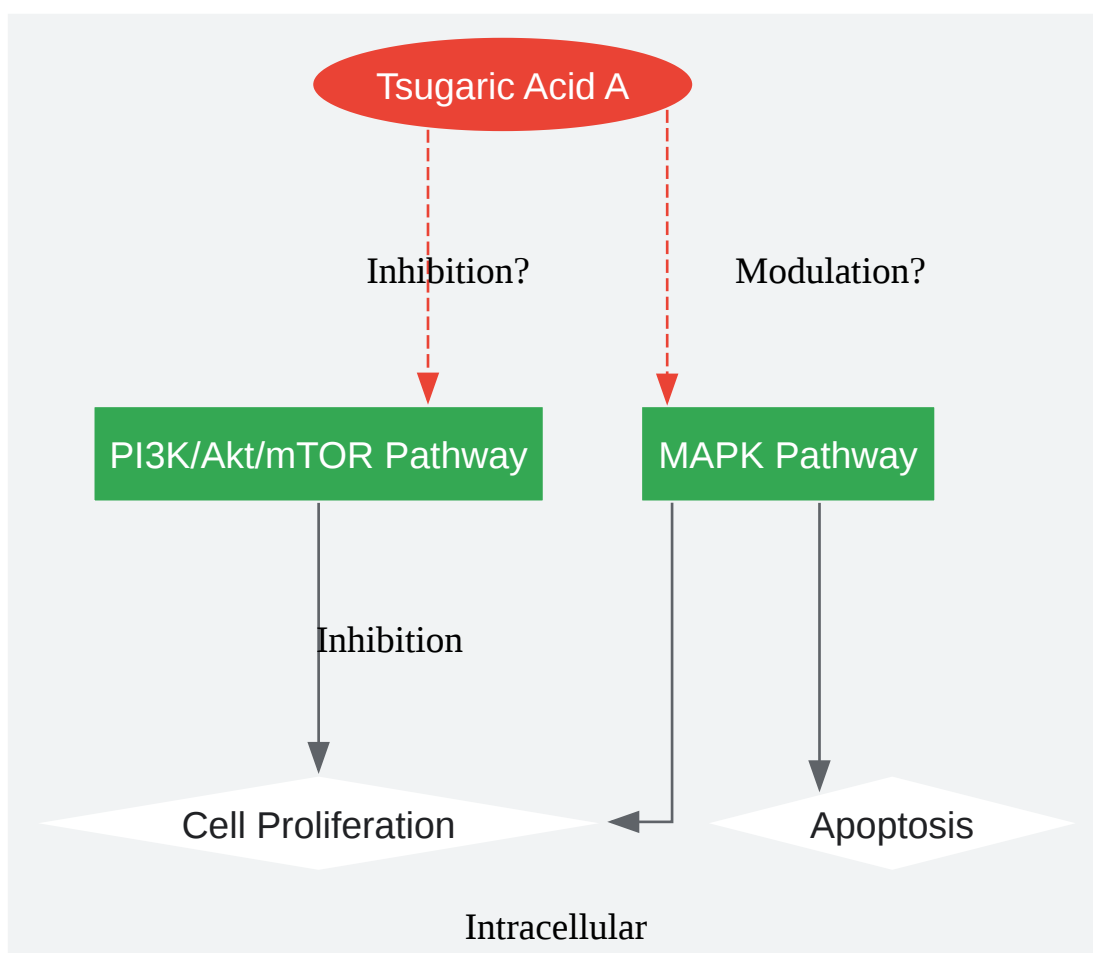 Tsugaric Acid A
Inhibition?
Modulation?
PI3K/Akt/mTOR Pathway
MAPK Pathway
Inhibition
Cell Proliferation
Apoptosis
Intracellular